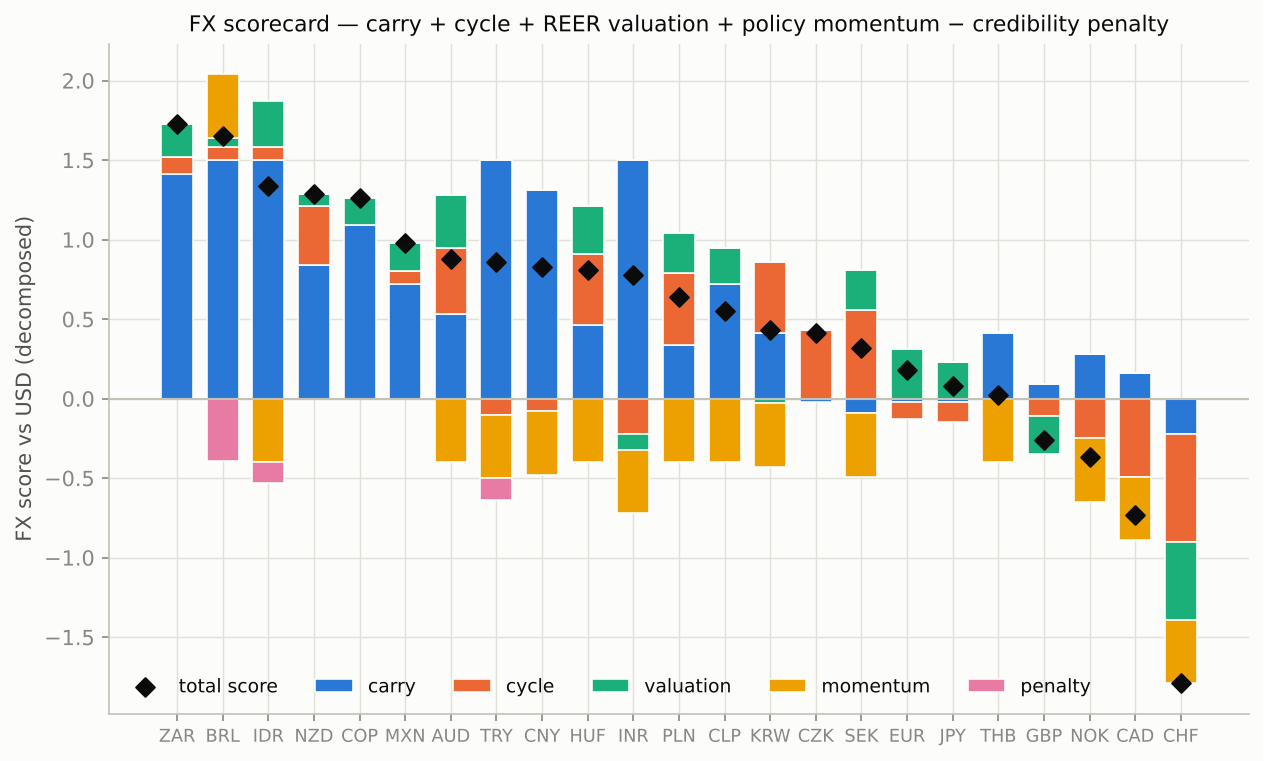 FX scorecard — carry + cycle + REER valuation + policy momentum − credibility penalty
FX score vs USD (decomposed)
2.0
1.5
1.0
0.5
0.0
−0.5
−1.0
−1.5
total score carry cycle valuation momentum penalty
ZAR BRL IDR NZD COP MXN AUD TRY CNY HUF INR PLN CLP KRW CZK SEK EUR JPY THB GBP NOK CAD CHF